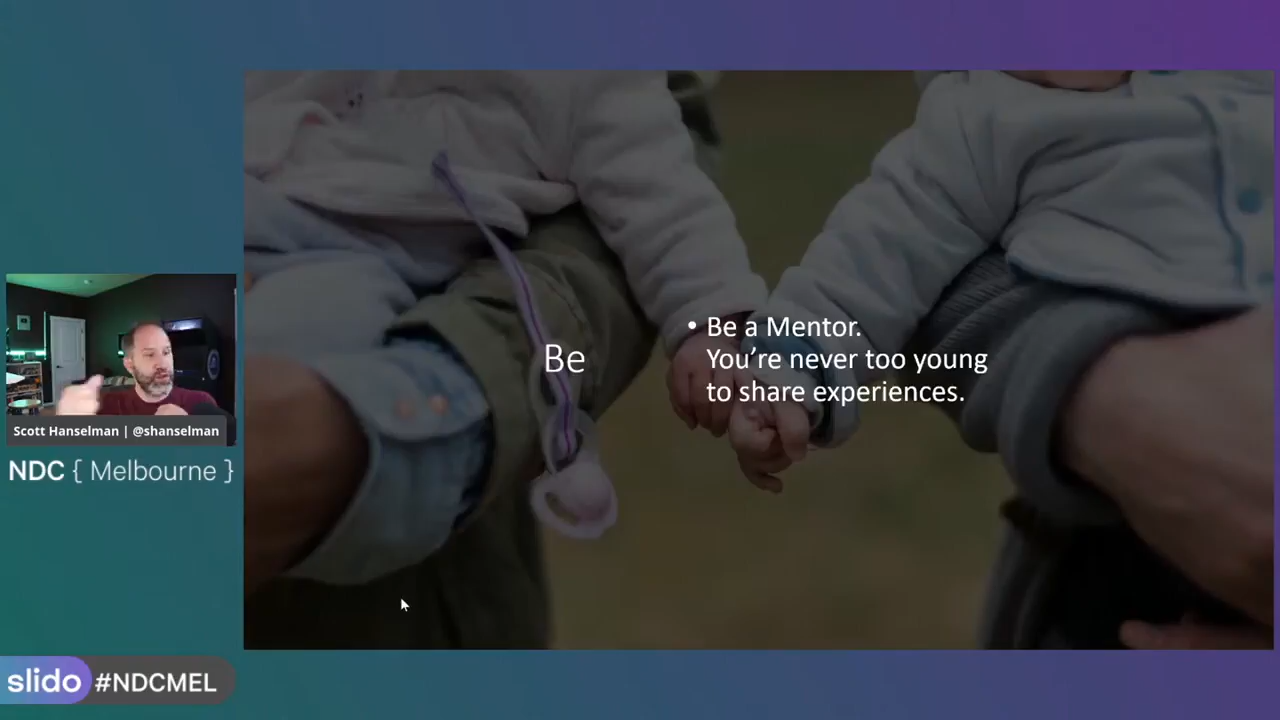 Be
• Be a Mentor.
You’re never too young
to share experiences.
Scott Hanselman | @shanselman
NDC { Melbourne }
slido #NDCMEL